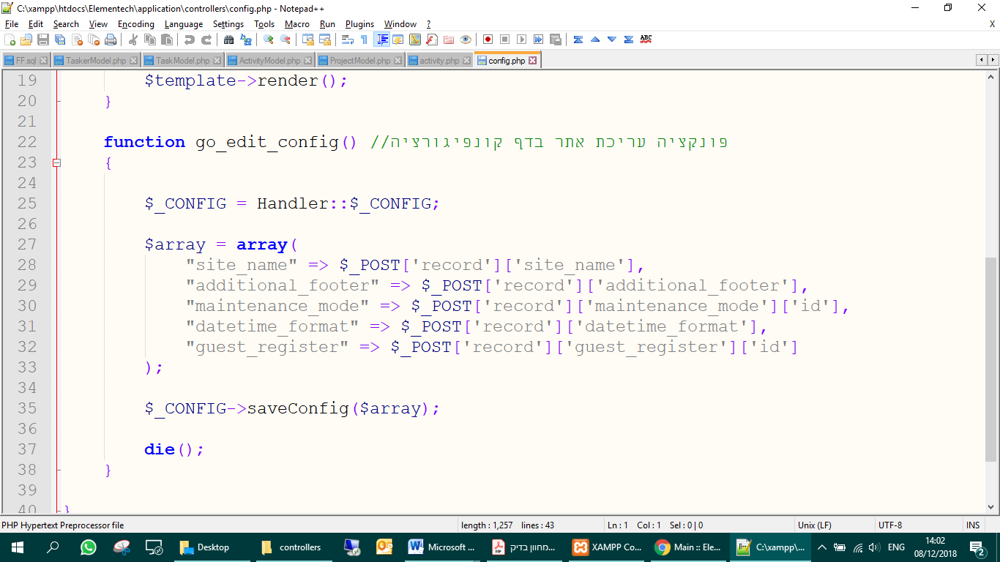 C:\xampp\htdocs\Elementech\application\controllers\config.php - Notepad++
File Edit Search View Encoding Language Settings Tools Macro Run Plugins Window ? X
FF.sql TaskerModel.php TaskModel.php ActivityModel.php ProjectModel.php activity.php config.php
19 $template->render();
20 }
21
22 function go_edit_config() //פונקציה עריכת אתר בדף קונפיגורציה
23 {
24
25 $_CONFIG = Handler::$_CONFIG;
26
27 $array = array(
28 "site_name" => $_POST['record']['site_name'],
29 "additional_footer" => $_POST['record']['additional_footer'],
30 "maintenance_mode" => $_POST['record']['maintenance_mode']['id'],
31 "datetime_format" => $_POST['record']['datetime_format'],
32 "guest_register" => $_POST['record']['guest_register']['id']
33 );
34
35 $_CONFIG->saveConfig($array);
36
37 die();
38 }
39
40 }
PHP Hypertext Preprocessor file length : 1,257 lines : 43 Ln : 1 Col : 1 Sel : 0 | 0 Unix (LF) UTF-8 INS
Desktop controllers Microsoft ... מחוון בדיק... XAMPP Co... Main :: Ele... C:\xampp\... ENG 14:02
08/12/2018 2